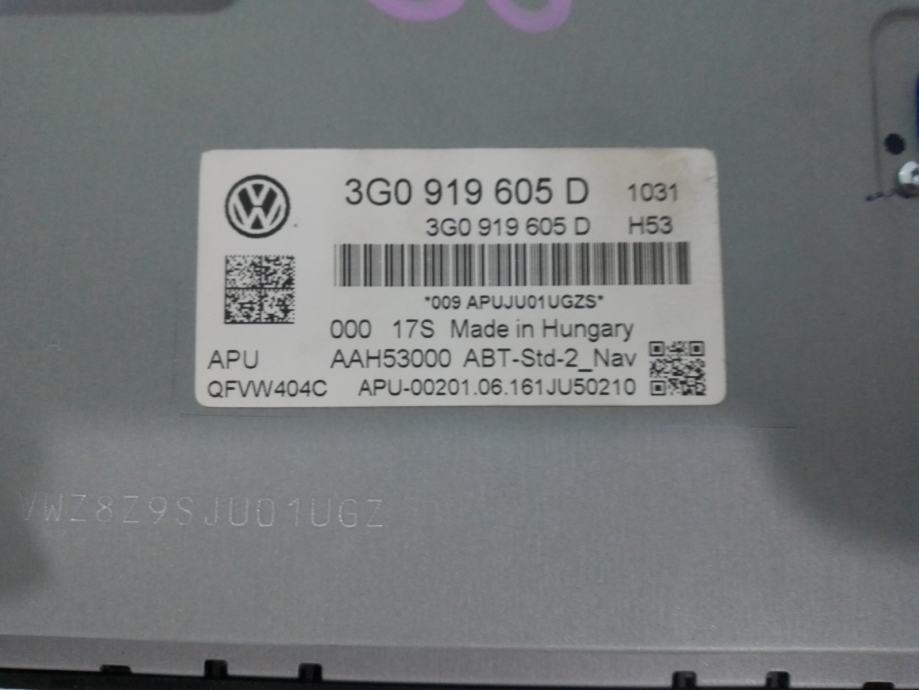 3G0 919 605 D 1031
3G0 919 605 D H53
*009 APUJU01UGZS*
000 17S Made in Hungary
APU AAH53000 ABT-Std-2_Nav
QFVW404C APU-00201.06.161JU50210
VWZ8Z9SJU01UGZ